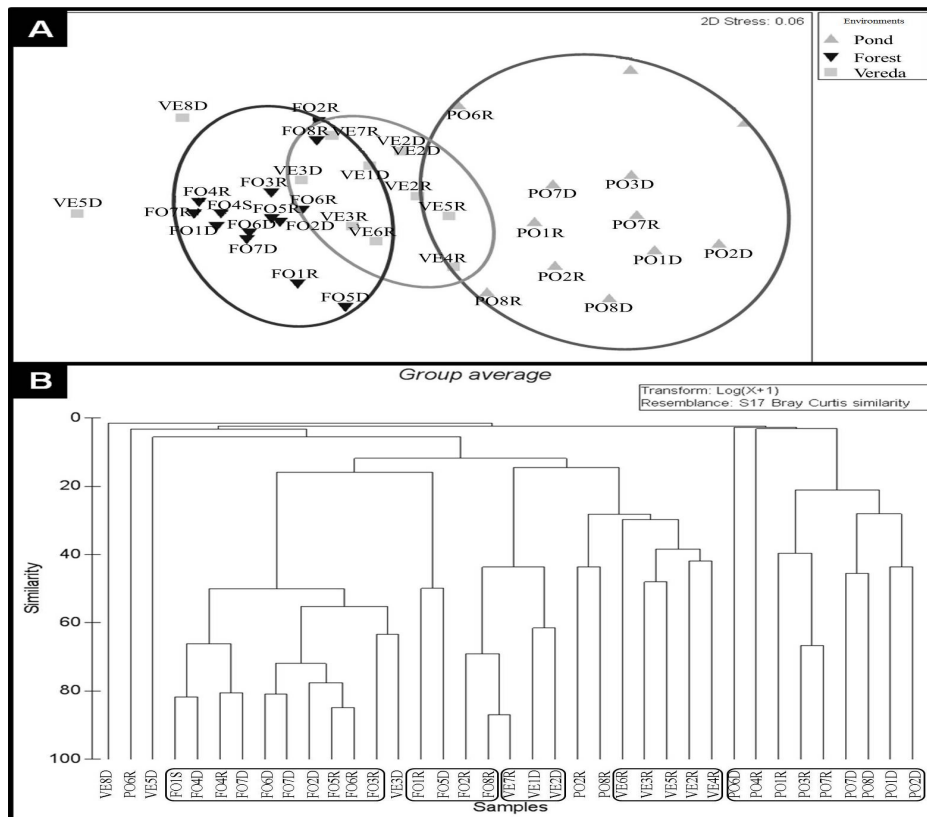 A
2D Stress: 0.06
Environments
Pond
Forest
Vereda
VE8D
FO2R
FO8R
VE7R
PO6R
VE2D
VE2D
VE3D
VE1D
FO3R
VE2R
PO7D
PO3D
VE5D
FO4R
FO4S
FO6R
FO7R
FO5R
VE5R
PO7R
FO1D
FO6D
FO2D
VE3R
PO1R
FO7D
VE6R
PO1D
PO2D
VE4R
PO2R
FO1R
FO5D
PO8R
PO8D
B
Group average
Transform: Log(X+1)
Resemblance: S17 Bray Curtis similarity
Similarity
0
20
40
60
80
100
VE8D
PO6R
VE5D
FO1S
FO4D
FO4R
FO7D
FO6D
FO7D
FO2D
FO5R
FO6R
FO3R
VE3D
FO1R
FO5D
FO2R
FO8R
VE7R
VE1D
VE2D
PO2R
PO8R
VE6R
VE3R
VE5R
VE2R
VE4R
PO6D
PO4R
PO1R
PO3R
PO7R
PO7D
PO8D
PO1D
PO2D
Samples